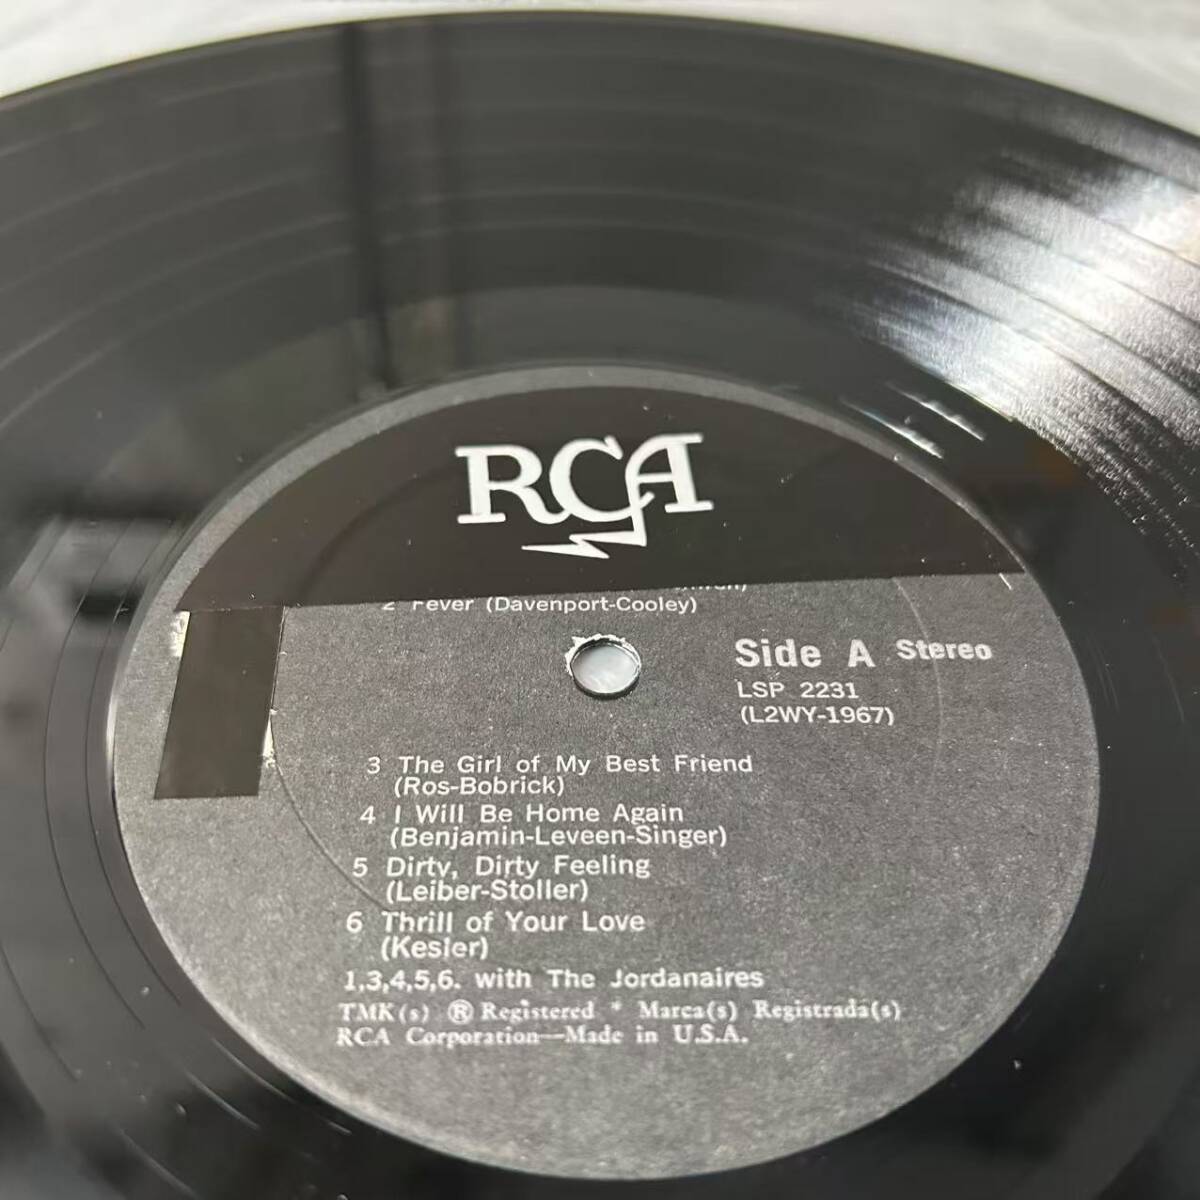 RCA
2 Fever (Davenport-Cooley)
Side A Stereo
LSP 2231
(L2WY-1967)
3 The Girl of My Best Friend
(Ros-Bobrick)
4 I Will Be Home Again
(Benjamin-Leveen-Singer)
5 Dirty, Dirty Feeling
(Leiber-Stoller)
6 Thrill of Your Love
(Kesler)
1,3,4,5,6. with The Jordanaires
TMK(s) ® Registered * Marca(s) Registrada(s)
RCA Corporation—Made in U.S.A.